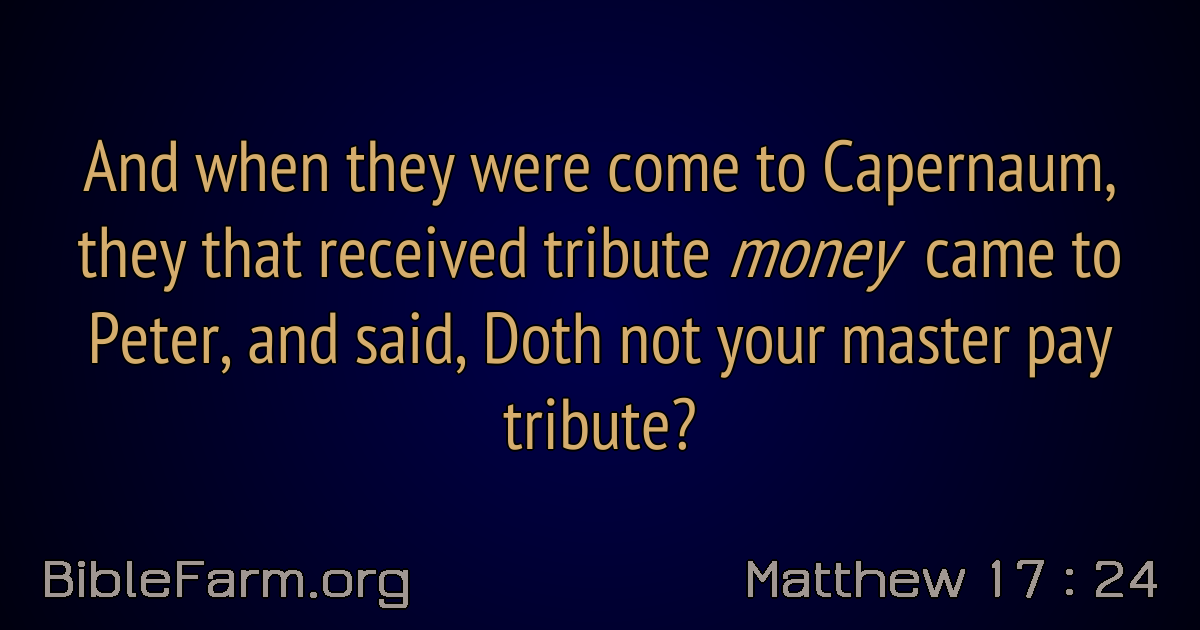 And when they were come to Capernaum,
they that received tribute money came to
Peter, and said, Doth not your master pay
tribute?
BibleFarm.org
Matthew 17 : 24